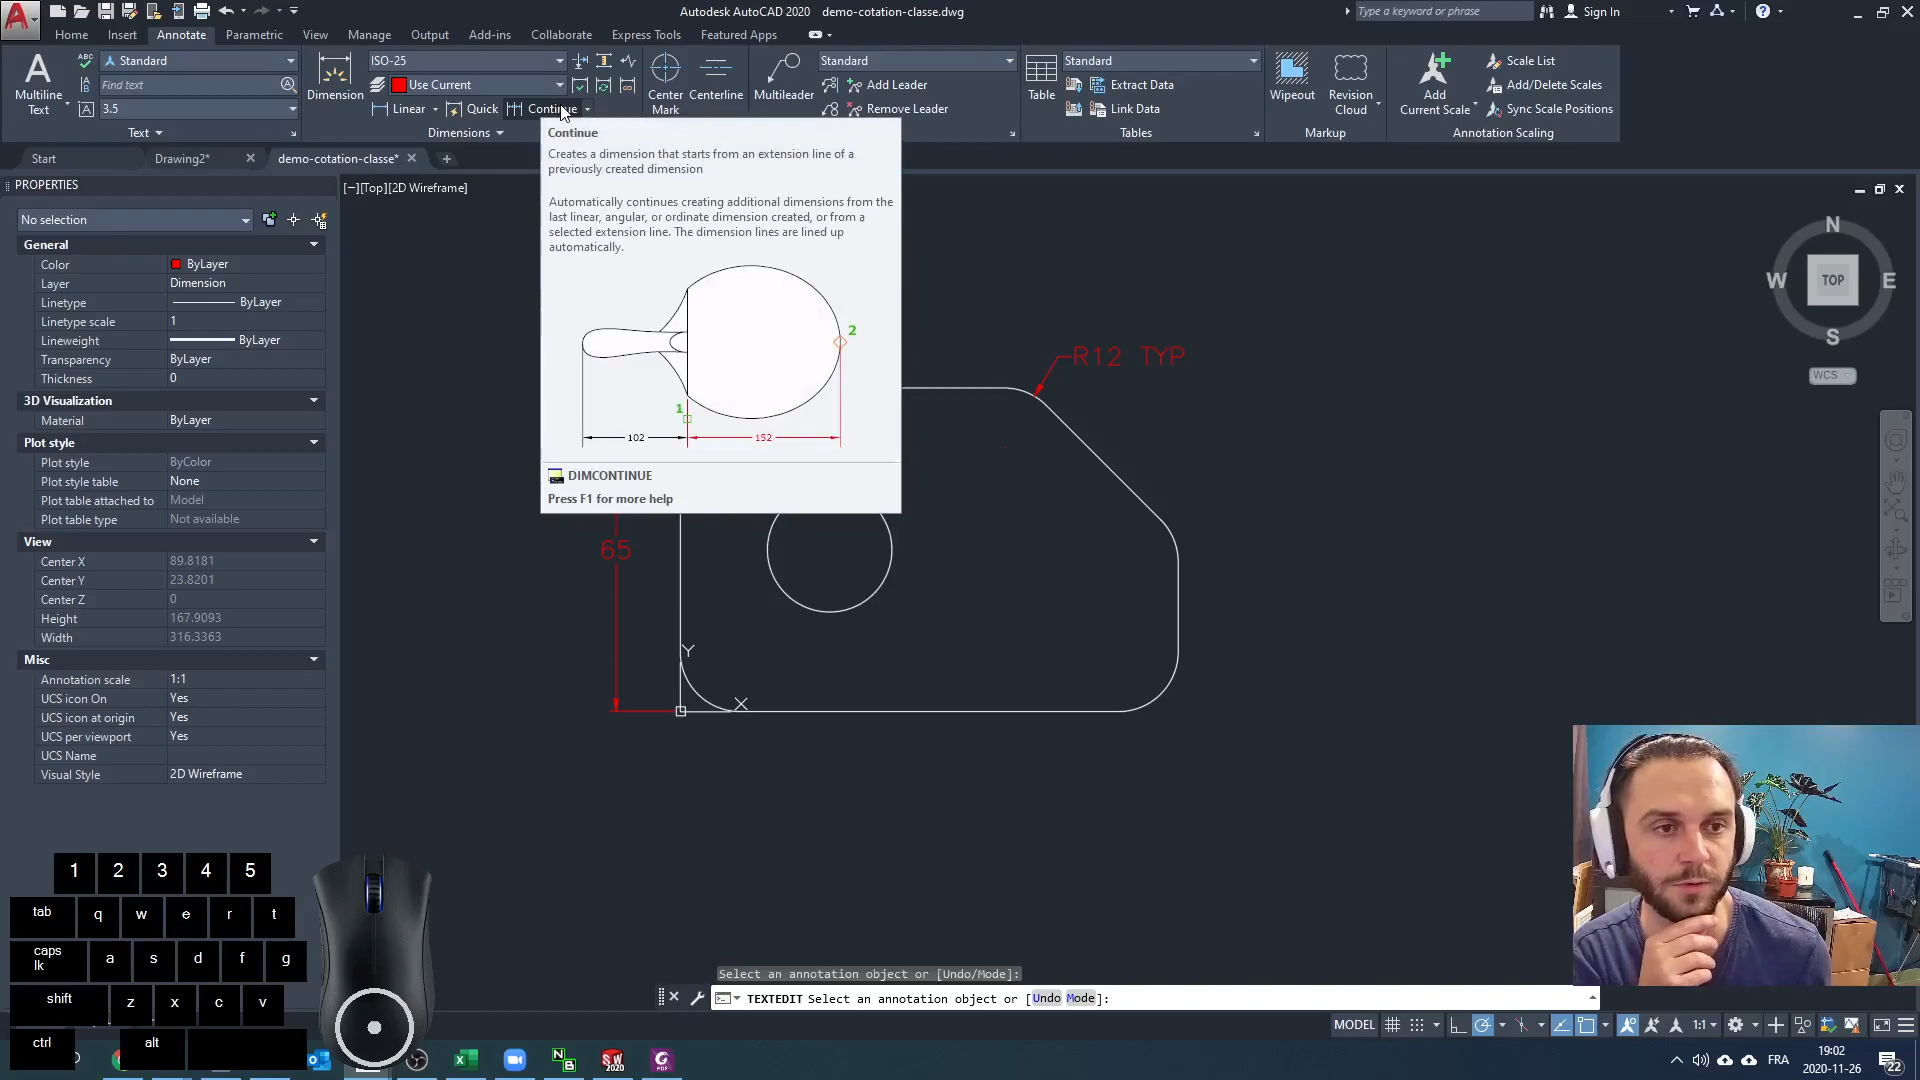 Autodesk AutoCAD 2020 demo-cotation-classe.dwg
Type a keyword or phrase
Sign In
Home Insert Annotate Parametric View Manage Output Add-ins Collaborate Express Tools Featured Apps
Multiline
Text
Standard
Find text
3.5
Text
Dimension
ISO-25
Use Current
Linear Quick Continue
Dimensions
Center
Mark
Centerline
Multileader
Standard
Add Leader
Remove Leader
Table
Standard
Extract Data
Link Data
Tables
Wipeout
Revision
Cloud
Markup
Add
Current Scale
Scale List
Add/Delete Scales
Sync Scale Positions
Annotation Scaling
Start Drawing2* demo-cotation-classe*
PROPERTIES
No selection
General
Color ByLayer
Layer Dimension
Linetype ByLayer
Linetype scale 1
Lineweight ByLayer
Transparency ByLayer
Thickness 0
3D Visualization
Material ByLayer
Plot style
Plot style ByColor
Plot style table None
Plot table attached to Model
Plot table type Not available
View
Center X 89.8181
Center Y 23.8201
Center Z 0
Height 167.9093
Width 316.3363
Misc
Annotation scale 1:1
UCS icon On Yes
UCS icon at origin Yes
UCS per viewport Yes
UCS Name
Visual Style 2D Wireframe
[−][Top][2D Wireframe]
Continue
Creates a dimension that starts from an extension line of a
previously created dimension
Automatically continues creating additional dimensions from the
last linear, angular, or ordinate dimension created, or from a
selected extension line. The dimension lines are lined up
automatically.
2
1
102 152
DIMCONTINUE
Press F1 for more help
R12 TYP
65
Y
X
N
W TOP E
S
WCS
1 2 3 4 5
tab q w e r t
caps
lk
a s d f g
shift z x c v
ctrl alt
Select an annotation object or [Undo/Mode]:
TEXTEDIT Select an annotation object or [Undo Mode]:
MODEL
1:1
FRA
19:02
2020-11-26
22